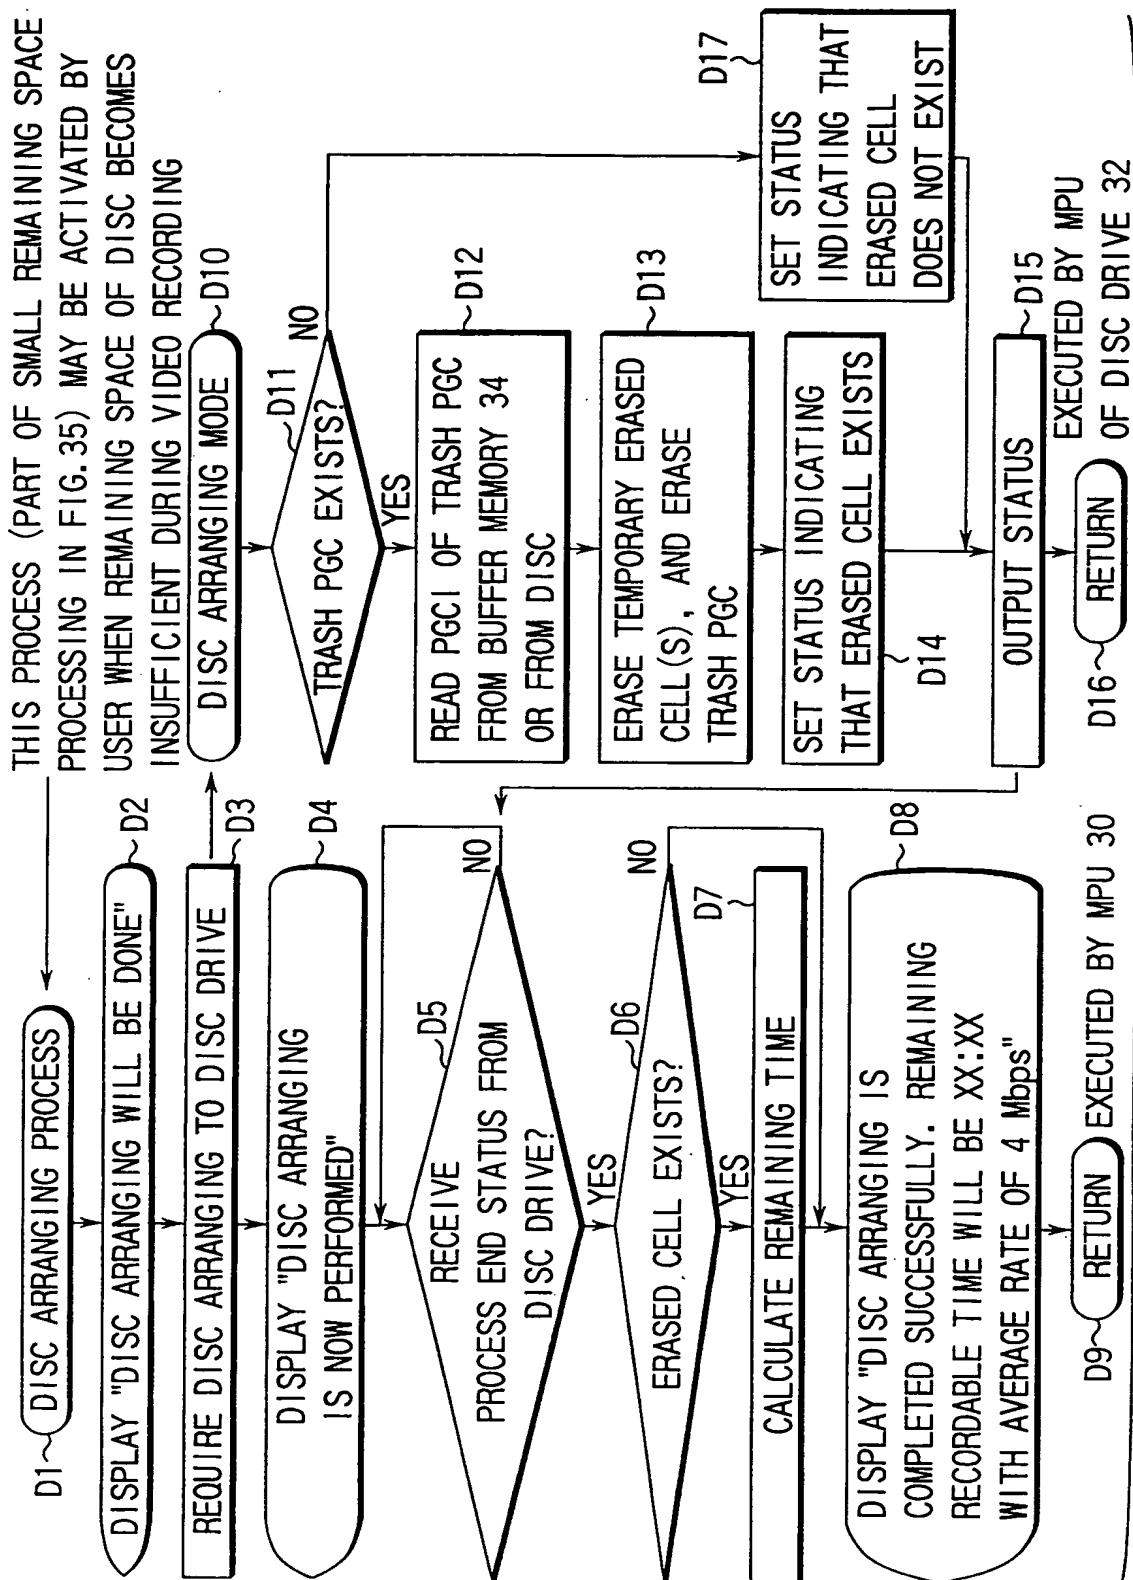 THIS PROCESS (PART OF SMALL REMAINING SPACE
PROCESSING IN FIG.35) MAY BE ACTIVATED BY
USER WHEN REMAINING SPACE OF DISC BECOMES
INSUFFICIENT DURING VIDEO RECORDING
D1
DISC ARRANGING PROCESS
D2
DISPLAY "DISC ARRANGING WILL BE DONE"
D3
REQUIRE DISC ARRANGING TO DISC DRIVE
D4
DISPLAY "DISC ARRANGING
IS NOW PERFORMED"
D5
RECEIVE
PROCESS END STATUS FROM
DISC DRIVE?
NO
YES
D6
ERASED CELL EXISTS?
NO
YES
D7
CALCULATE REMAINING TIME
D8
DISPLAY "DISC ARRANGING IS
COMPLETED SUCCESSFULLY. REMAINING
RECORDABLE TIME WILL BE XX:XX
WITH AVERAGE RATE OF 4 Mbps"
D9
RETURN
EXECUTED BY MPU 30
D10
DISC ARRANGING MODE
D11
TRASH PGC EXISTS?
NO
YES
D12
READ PGCI OF TRASH PGC
FROM BUFFER MEMORY 34
OR FROM DISC
D13
ERASE TEMPORARY ERASED
CELL(S), AND ERASE
TRASH PGC
SET STATUS INDICATING
THAT ERASED CELL EXISTS
D14
D17
SET STATUS
INDICATING THAT
ERASED CELL
DOES NOT EXIST
D15
OUTPUT STATUS
D16
RETURN
EXECUTED BY MPU
OF DISC DRIVE 32